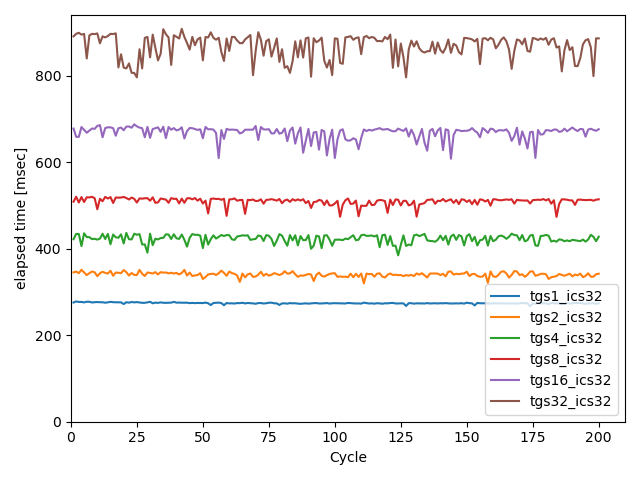 elapsed time [msec]
800
600
400
200
0
0 25 50 75 100 125 150 175 200
Cycle
tgs1_ics32
tgs2_ics32
tgs4_ics32
tgs8_ics32
tgs16_ics32
tgs32_ics32